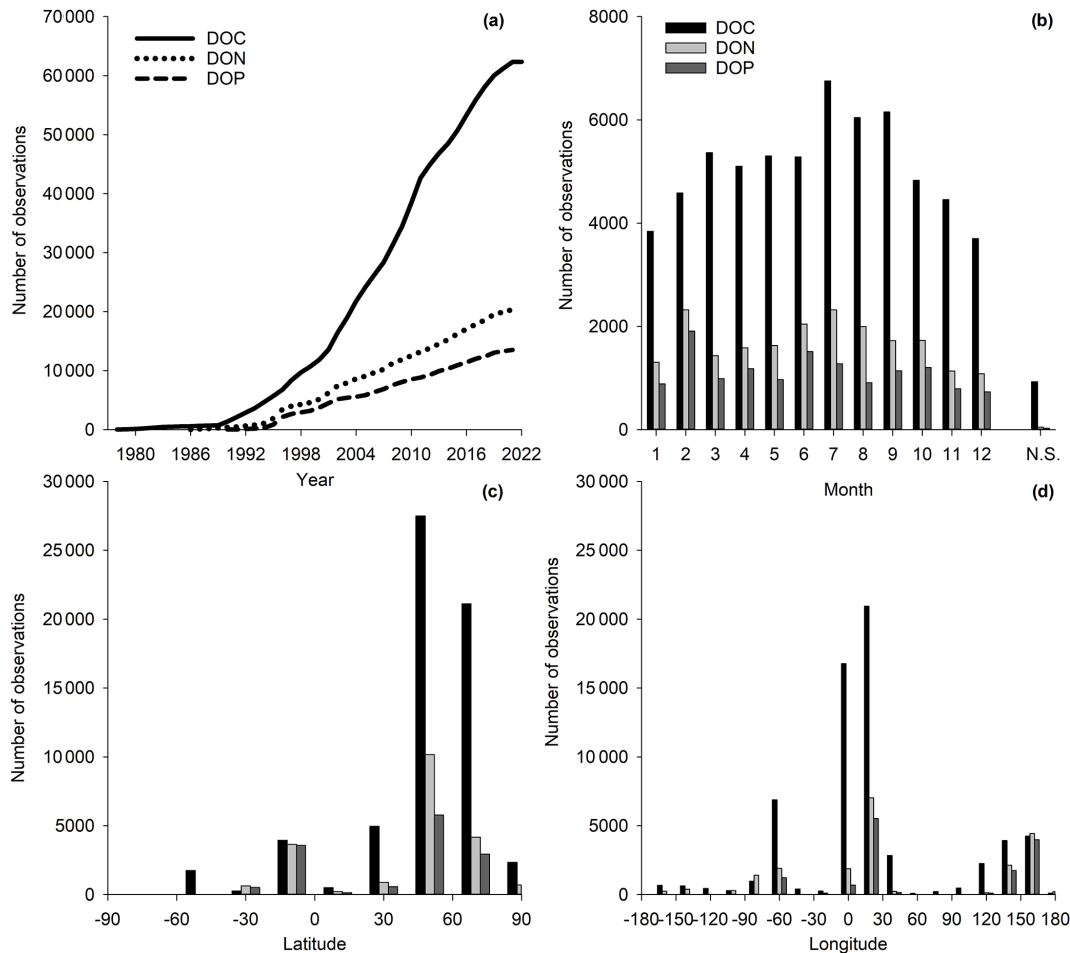 (a)
DOC
DON
DOP
70 000
60 000
50 000
40 000
30 000
20 000
10 000
0
Number of observations
1980 1986 1992 1998 2004 2010 2016 2022
Year
(b)
DOC
DON
DOP
8000
6000
4000
2000
0
Number of observations
1 2 3 4 5 6 7 8 9 10 11 12 N.S.
Month
(c)
30 000
25 000
20 000
15 000
10 000
5000
0
Number of observations
-90 -60 -30 0 30 60 90
Latitude
(d)
30 000
25 000
20 000
15 000
10 000
5000
0
Number of observations
-180 -150 -120 -90 -60 -30 0 30 60 90 120 150 180
Longitude